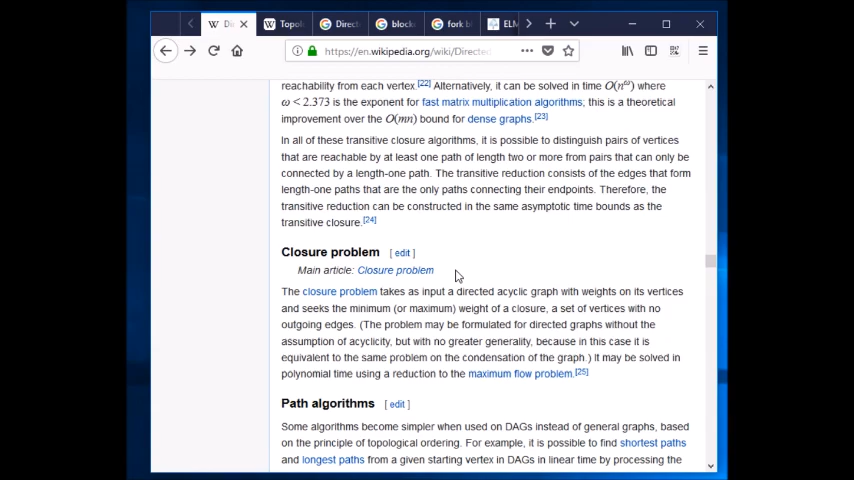 Di
Topol
Direct
block
fork b
ELM
https://en.wikipedia.org/wiki/Directed
reachability from each vertex.[22] Alternatively, it can be solved in time O(nω) where
ω < 2.373 is the exponent for fast matrix multiplication algorithms; this is a theoretical
improvement over the O(mn) bound for dense graphs.[23]
In all of these transitive closure algorithms, it is possible to distinguish pairs of vertices
that are reachable by at least one path of length two or more from pairs that can only be
connected by a length-one path. The transitive reduction consists of the edges that form
length-one paths that are the only paths connecting their endpoints. Therefore, the
transitive reduction can be constructed in the same asymptotic time bounds as the
transitive closure.[24]
Closure problem [ edit ]
Main article: Closure problem
The closure problem takes as input a directed acyclic graph with weights on its vertices
and seeks the minimum (or maximum) weight of a closure, a set of vertices with no
outgoing edges. (The problem may be formulated for directed graphs without the
assumption of acyclicity, but with no greater generality, because in this case it is
equivalent to the same problem on the condensation of the graph.) It may be solved in
polynomial time using a reduction to the maximum flow problem.[25]
Path algorithms [ edit ]
Some algorithms become simpler when used on DAGs instead of general graphs, based
on the principle of topological ordering. For example, it is possible to find shortest paths
and longest paths from a given starting vertex in DAGs in linear time by processing the